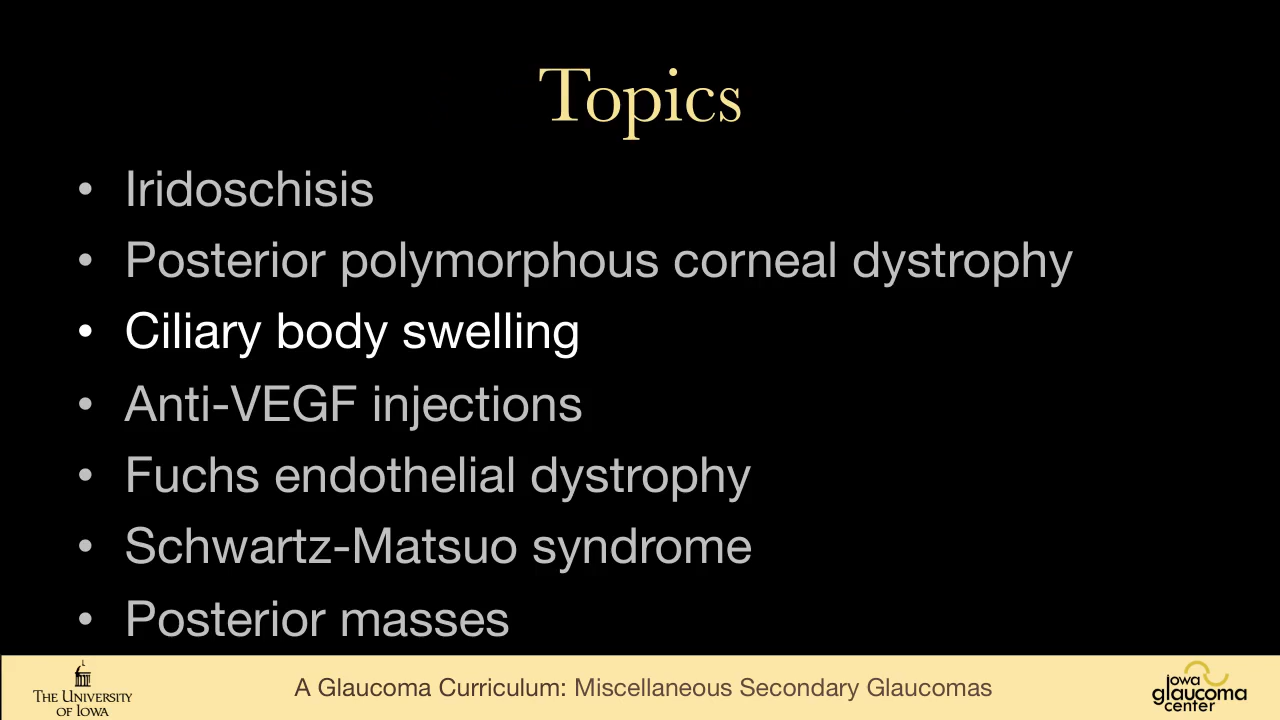 Topics
• Iridoschisis
• Posterior polymorphous corneal dystrophy
• Ciliary body swelling
• Anti-VEGF injections
• Fuchs endothelial dystrophy
• Schwartz-Matsuo syndrome
• Posterior masses
THE UNIVERSITY
OF IOWA
A Glaucoma Curriculum: Miscellaneous Secondary Glaucomas
iowa
glaucoma
center